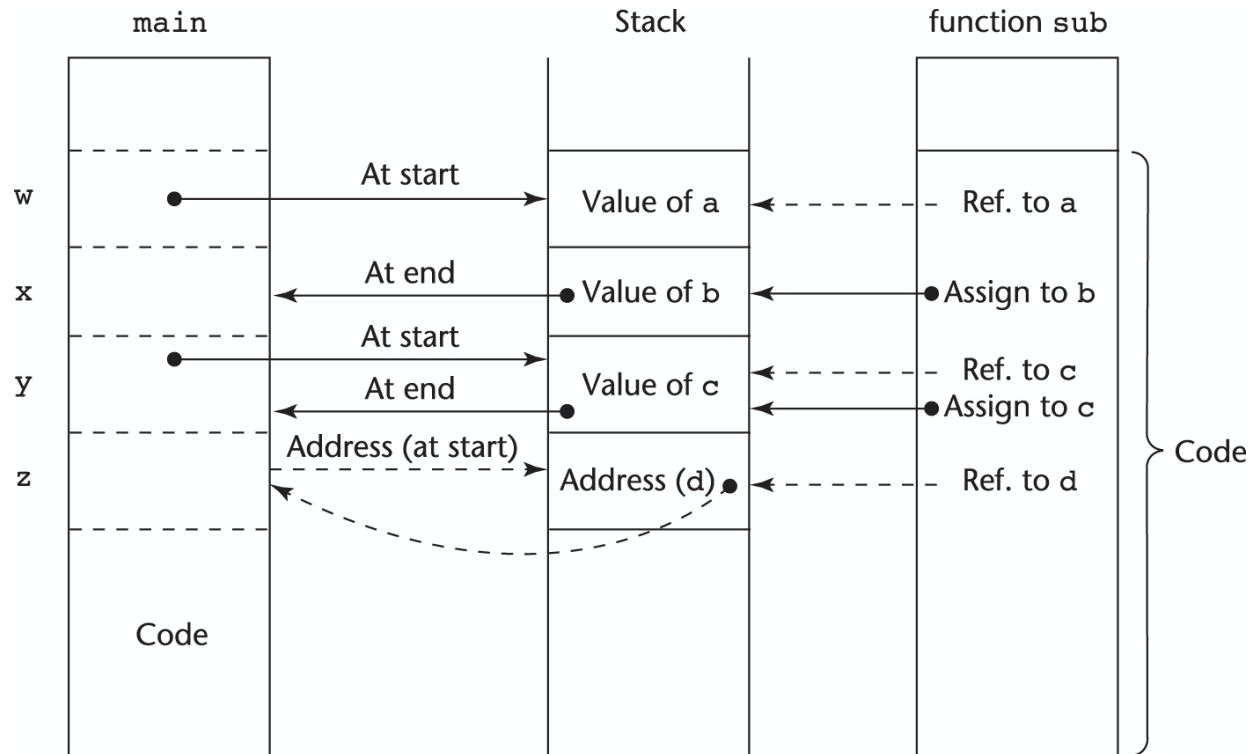 main Stack function sub
w At start Value of a Ref. to a
x At end Value of b Assign to b
At start Ref. to c
y Value of c
At end Assign to c
Address (at start)
z Address (d) Ref. to d
Code
Code